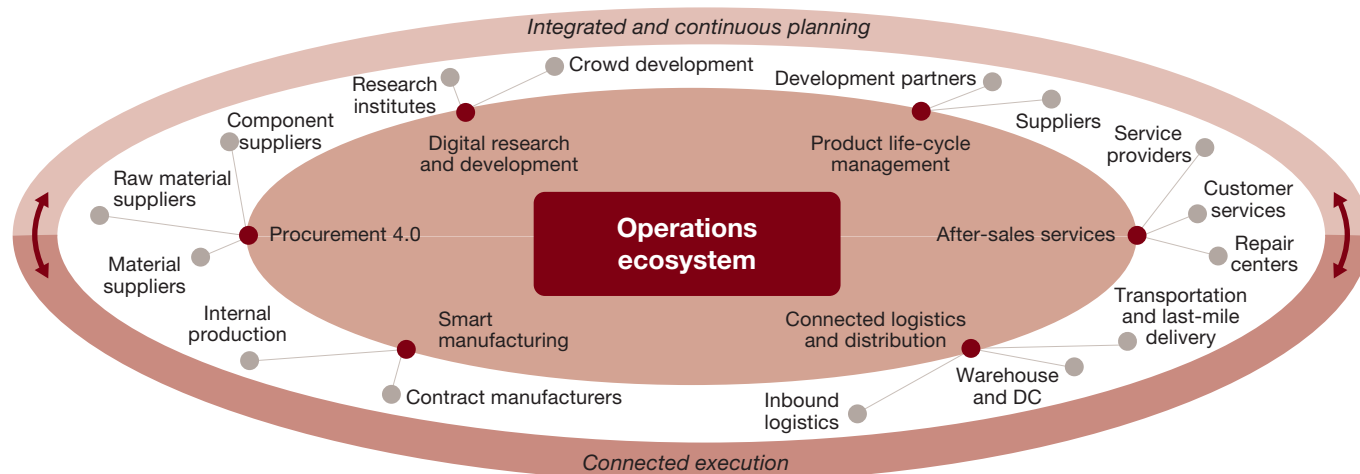 Integrated and continuous planning
Research
institutes
Crowd development
Development partners
Suppliers
Component
suppliers
Digital research
and development
Product life-cycle
management
Service
providers
Raw material
suppliers
Customer
services
Procurement 4.0
Operations
ecosystem
After-sales services
Repair
centers
Material
suppliers
Internal
production
Smart
manufacturing
Connected logistics
and distribution
Transportation
and last-mile
delivery
Contract manufacturers
Inbound
logistics
Warehouse
and DC
Connected execution